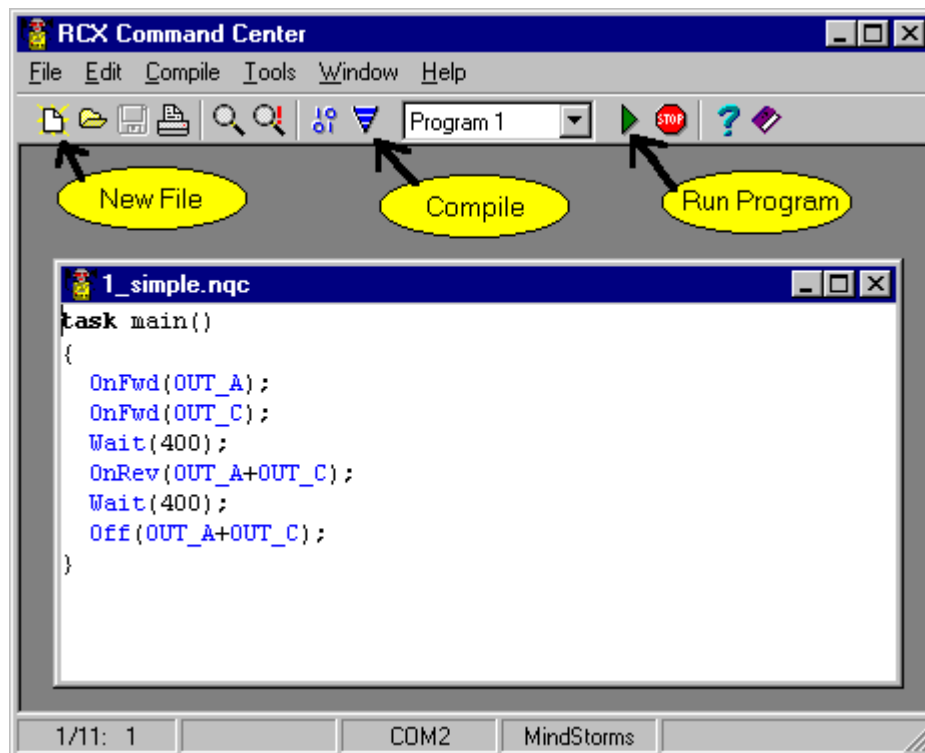 RCX Command Center
File Edit Compile Tools Window Help
Program 1 STOP ?
New File Compile Run Program
1_simple.nqc
task main()
{
  OnFwd(OUT_A);
  OnFwd(OUT_C);
  Wait(400);
  OnRev(OUT_A+OUT_C);
  Wait(400);
  Off(OUT_A+OUT_C);
}
1/11: 1 COM2 MindStorms